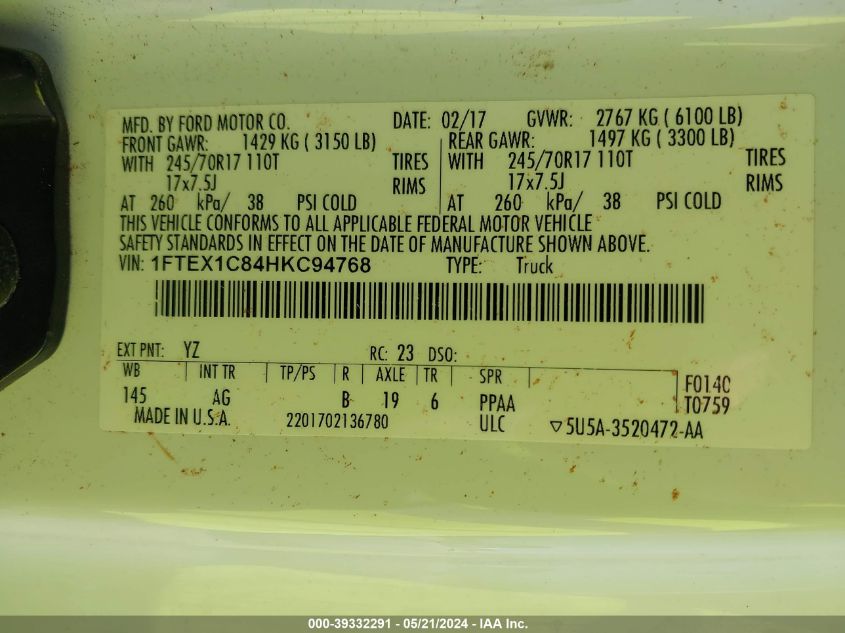 MFD. BY FORD MOTOR CO. DATE: 02/17 GVWR: 2767 KG ( 6100 LB)
FRONT GAWR: 1429 KG ( 3150 LB) REAR GAWR: 1497 KG ( 3300 LB)
WITH 245/70R17 110T TIRES WITH 245/70R17 110T TIRES
17x7.5J RIMS 17x7.5J RIMS
AT 260 kPa/ 38 PSI COLD AT 260 kPa/ 38 PSI COLD
THIS VEHICLE CONFORMS TO ALL APPLICABLE FEDERAL MOTOR VEHICLE
SAFETY STANDARDS IN EFFECT ON THE DATE OF MANUFACTURE SHOWN ABOVE.
VIN: 1FTEX1C84HKC94768 TYPE: Truck
EXT PNT: YZ RC: 23 DSO:
WB INT TR TP/PS R AXLE TR SPR F014C
145 AG B 19 6 PPAA T0759
MADE IN U.S.A. 2201702136780 ULC ▽5U5A-3520472-AA
000-39332291 - 05/21/2024 - IAA Inc.